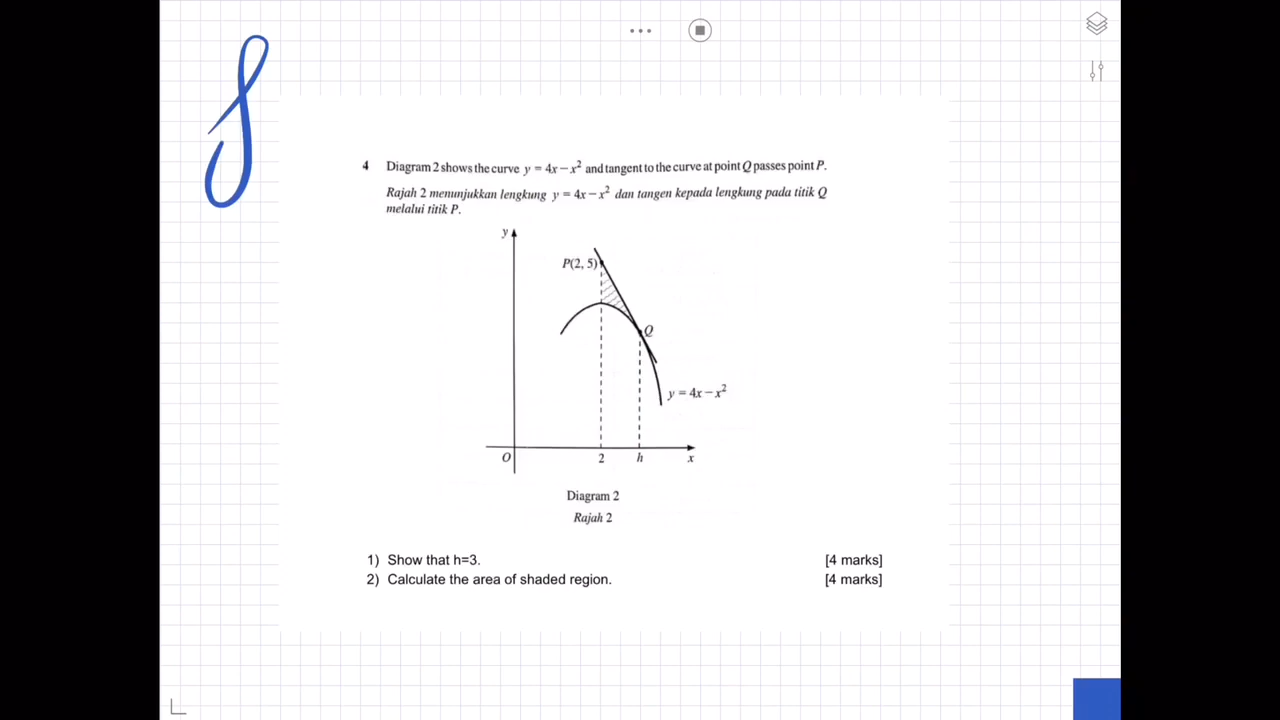 4 Diagram 2 shows the curve y = 4x – x² and tangent to the curve at point Q passes point P.
Rajah 2 menunjukkan lengkung y = 4x – x² dan tangen kepada lengkung pada titik Q
melalui titik P.
y
P(2, 5)
Q
y = 4x – x²
O 2 h x
Diagram 2
Rajah 2
1) Show that h=3. [4 marks]
2) Calculate the area of shaded region. [4 marks]